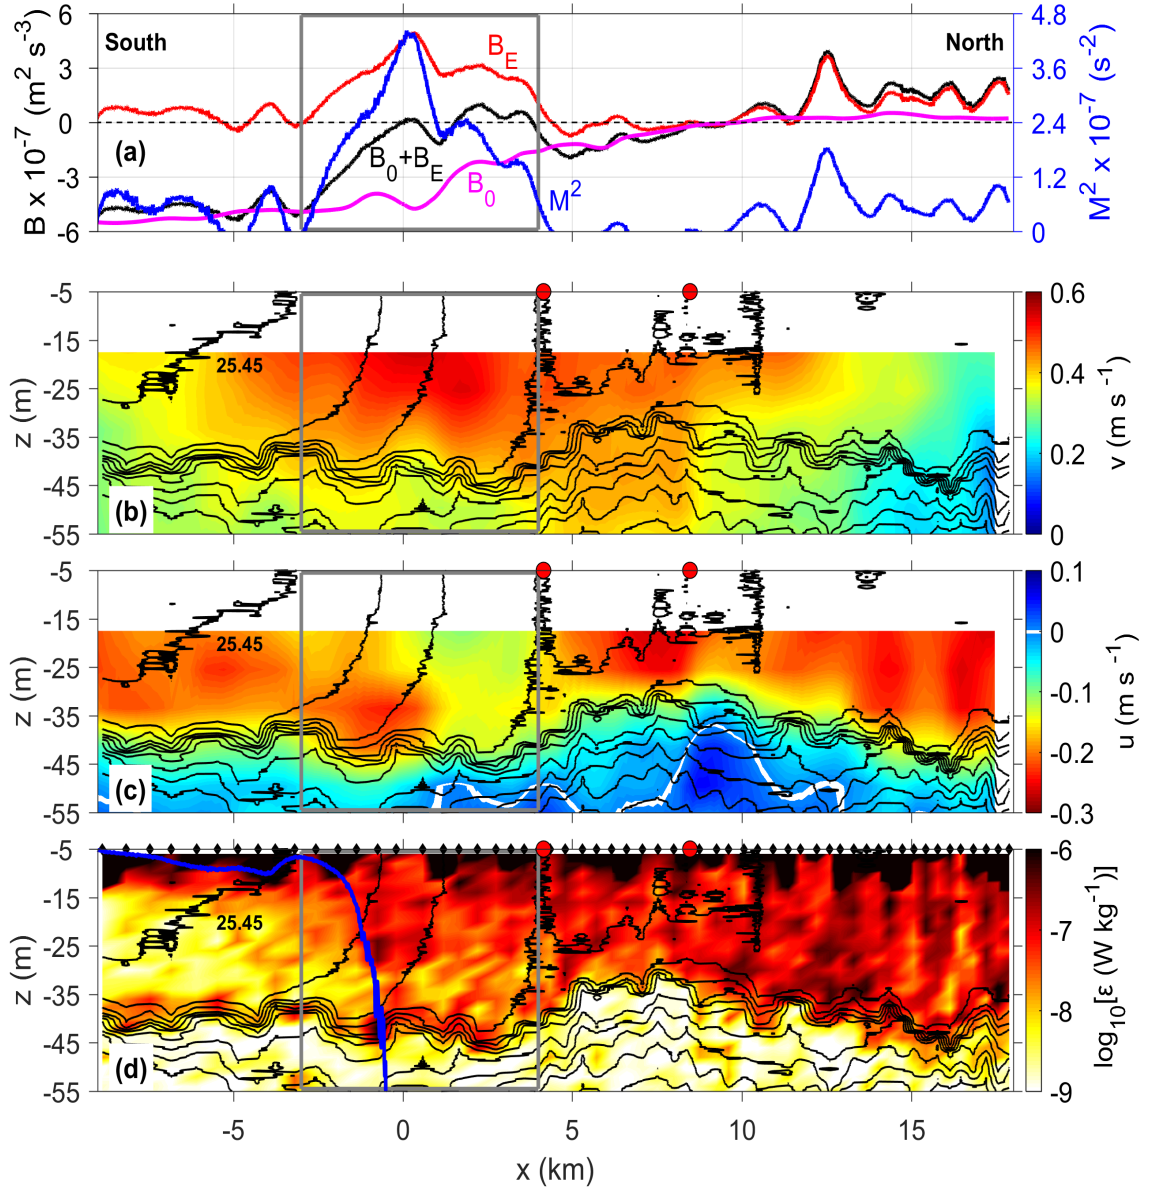 6
3
0
-3
-6
B x 10⁻⁷ (m² s⁻³)
South
North
B_E
B_0+B_E
B_0
M²
(a)
4.8
3.6
2.4
1.2
0
M² x 10⁻⁷ (s⁻²)
-5
-15
-25
-35
-45
-55
z (m)
25.45
(b)
0.6
0.4
0.2
0
v (m s⁻¹)
-5
-15
-25
-35
-45
-55
z (m)
25.45
(c)
0.1
0
-0.1
-0.2
-0.3
u (m s⁻¹)
-5
-15
-25
-35
-45
-55
z (m)
25.45
(d)
-6
-7
-8
-9
log₁₀[ε (W kg⁻¹)]
-5 0 5 10 15
x (km)